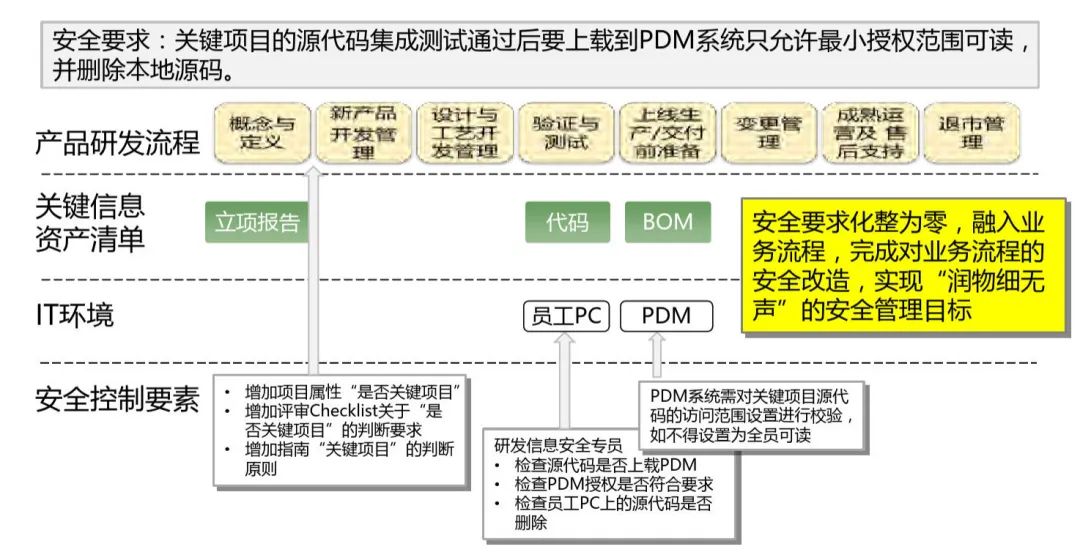 安全要求：关键项目的源代码集成测试通过后要上载到PDM系统只允许最小授权范围可读，
并删除本地源码。
产品研发流程
概念与
定义
新产品
开发管
理
设计与
工艺开
发管理
验证与
测试
上线生
产/交付
前准备
变更管
理
成熟运
营及 售
后支持
退市管
理
关键信息
资产清单
立项报告
代码
BOM
安全要求化整为零，融入业
务流程，完成对业务流程的
安全改造，实现“润物细无
声”的安全管理目标
IT环境
员工PC
PDM
安全控制要素
• 增加项目属性“是否关键项目”
• 增加评审Checklist关于“是
否关键项目”的判断要求
• 增加指南“关键项目”的判断
原则
研发信息安全专员
• 检查源代码是否上载PDM
• 检查PDM授权是否符合要求
• 检查员工PC上的源代码是否
删除
PDM系统需对关键项目源代
码的访问范围设置进行校验，
如不得设置为全员可读